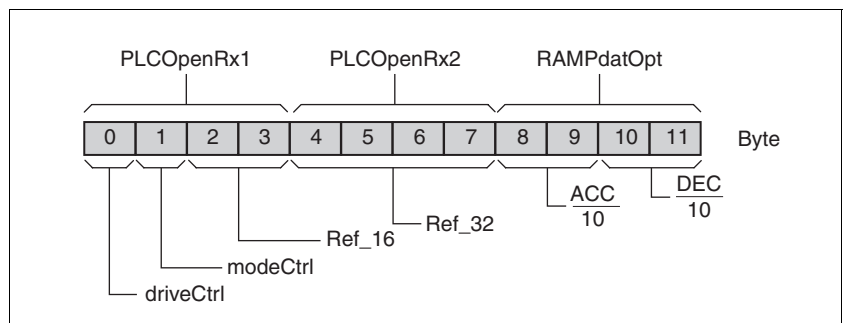 PLCOpenRx1 PLCOpenRx2 RAMPdatOpt
0 1 2 3 4 5 6 7 8 9 10 11 Byte
ACC
10
DEC
10
Ref_32
Ref_16
modeCtrl
driveCtrl